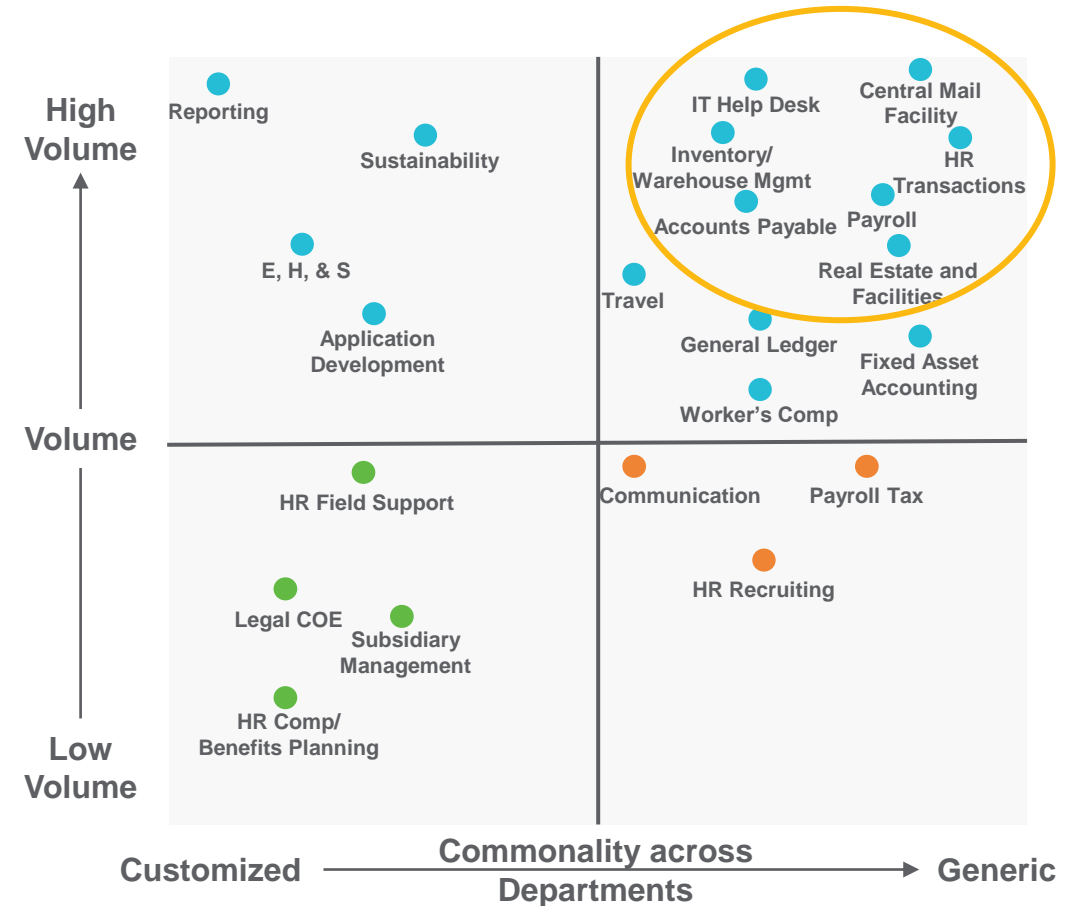 High
Volume
Volume
Low
Volume
Reporting
Sustainability
E, H, & S
Application
Development
IT Help Desk
Central Mail
Facility
Inventory/
Warehouse Mgmt
HR
Transactions
Accounts Payable
Payroll
Real Estate and
Facilities
Travel
General Ledger
Fixed Asset
Accounting
Worker's Comp
HR Field Support
Legal COE
Subsidiary
Management
HR Comp/
Benefits Planning
Communication
Payroll Tax
HR Recruiting
Customized
Commonality across
Departments
Generic